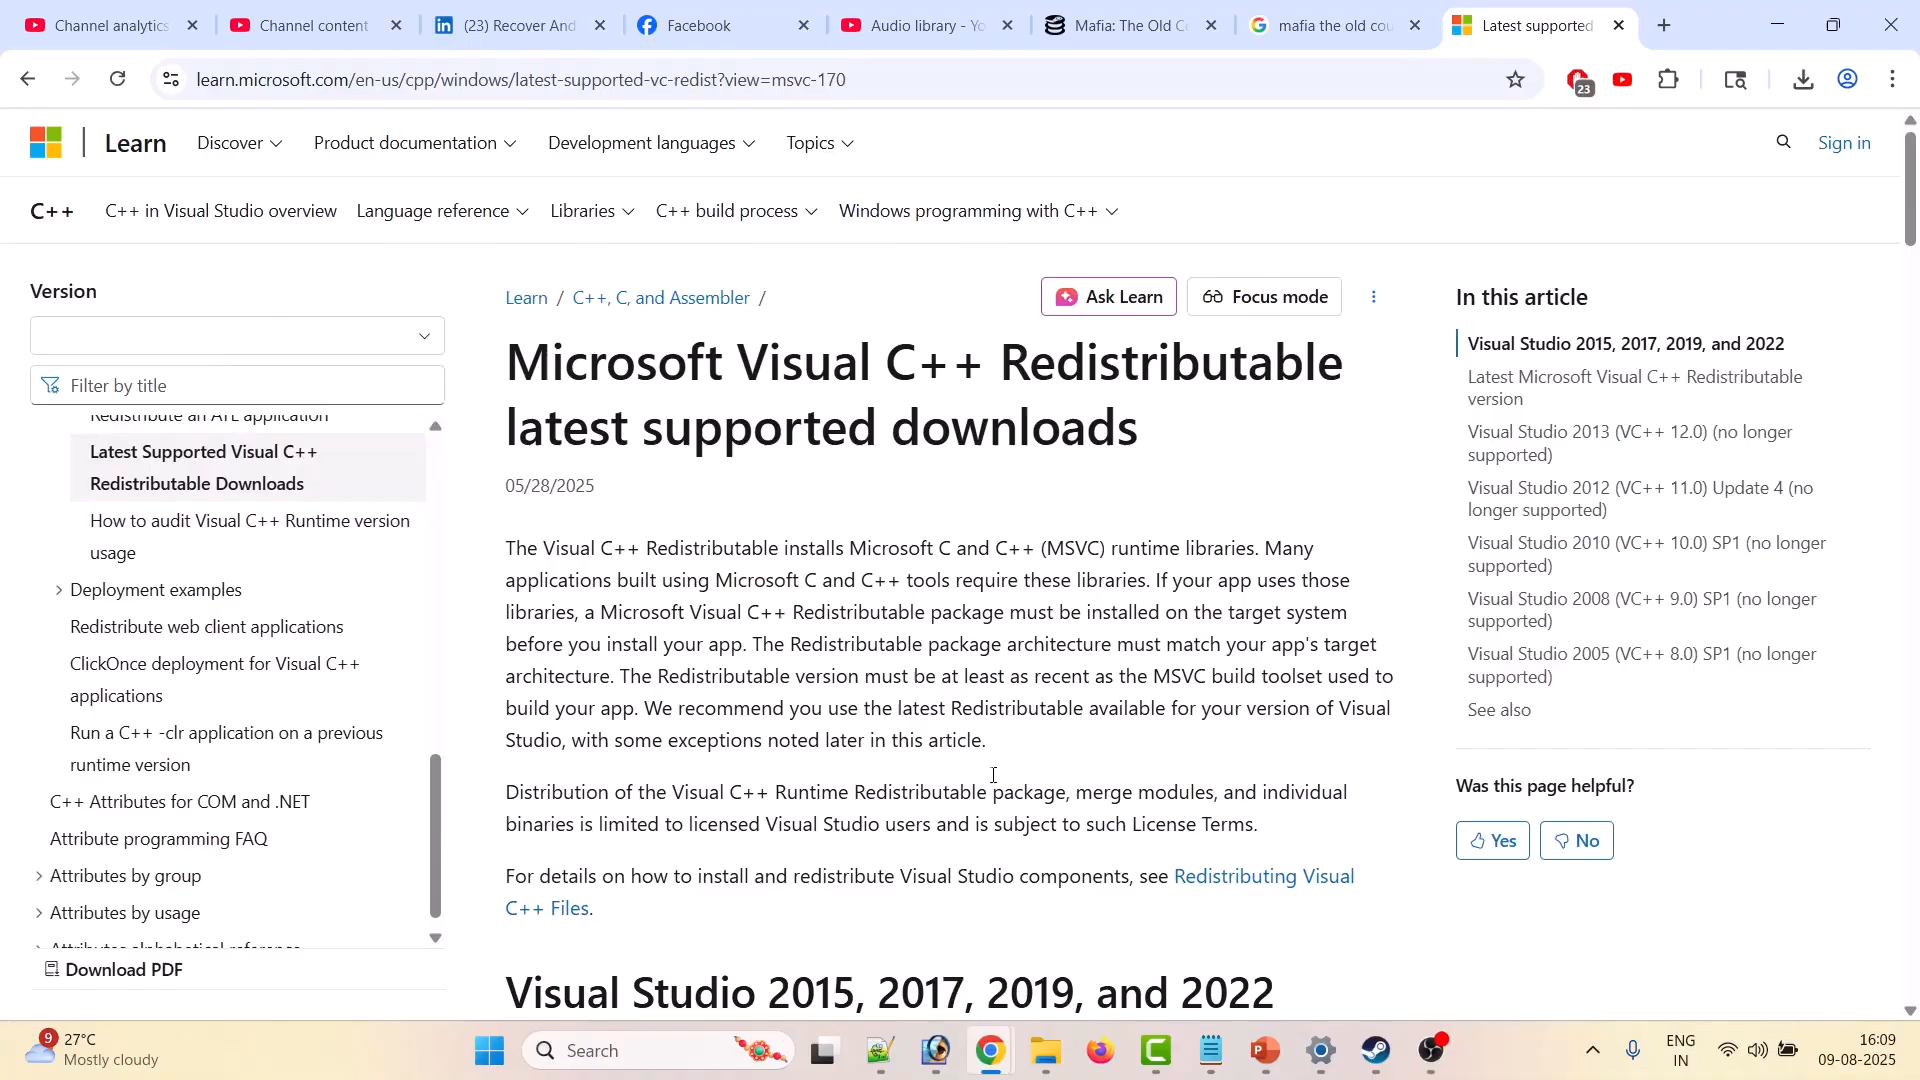 Channel analytics
Channel content
(23) Recover And
Facebook
Audio library - Yo
Mafia: The Old Co
mafia the old cou
Latest supported
learn.microsoft.com/en-us/cpp/windows/latest-supported-vc-redist?view=msvc-170
23
Learn
Discover
Product documentation
Development languages
Topics
Sign in
C++
C++ in Visual Studio overview
Language reference
Libraries
C++ build process
Windows programming with C++
Version
Filter by title
Redistribute an ATL application
Latest Supported Visual C++
Redistributable Downloads
How to audit Visual C++ Runtime version
usage
Deployment examples
Redistribute web client applications
ClickOnce deployment for Visual C++
applications
Run a C++ -clr application on a previous
runtime version
C++ Attributes for COM and .NET
Attribute programming FAQ
Attributes by group
Attributes by usage
Attributes alphabetical reference
Download PDF
Learn / C++, C, and Assembler /
Ask Learn
Focus mode
Microsoft Visual C++ Redistributable
latest supported downloads
05/28/2025
The Visual C++ Redistributable installs Microsoft C and C++ (MSVC) runtime libraries. Many
applications built using Microsoft C and C++ tools require these libraries. If your app uses those
libraries, a Microsoft Visual C++ Redistributable package must be installed on the target system
before you install your app. The Redistributable package architecture must match your app's target
architecture. The Redistributable version must be at least as recent as the MSVC build toolset used to
build your app. We recommend you use the latest Redistributable available for your version of Visual
Studio, with some exceptions noted later in this article.
Distribution of the Visual C++ Runtime Redistributable package, merge modules, and individual
binaries is limited to licensed Visual Studio users and is subject to such License Terms.
For details on how to install and redistribute Visual Studio components, see Redistributing Visual
C++ Files.
Visual Studio 2015, 2017, 2019, and 2022
In this article
Visual Studio 2015, 2017, 2019, and 2022
Latest Microsoft Visual C++ Redistributable
version
Visual Studio 2013 (VC++ 12.0) (no longer
supported)
Visual Studio 2012 (VC++ 11.0) Update 4 (no
longer supported)
Visual Studio 2010 (VC++ 10.0) SP1 (no longer
supported)
Visual Studio 2008 (VC++ 9.0) SP1 (no longer
supported)
Visual Studio 2005 (VC++ 8.0) SP1 (no longer
supported)
See also
Was this page helpful?
Yes
No
9
27°C
Mostly cloudy
Search
ENG
IN
16:09
09-08-2025